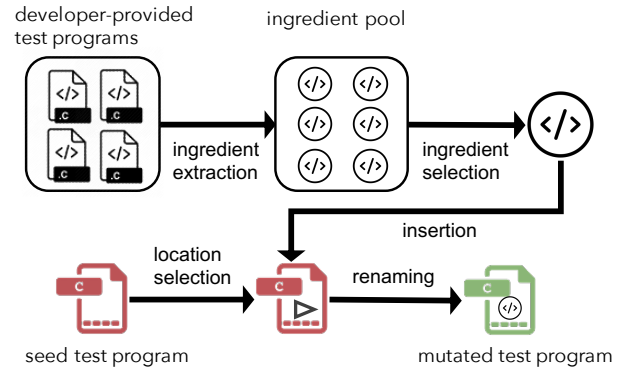 developer-provided
test programs
ingredient pool
</>
</>
.C
.C
</>
</>
.C
.C
</>
</>
</>
</>
</>
</>
</>
ingredient
extraction
ingredient
selection
insertion
location
selection
renaming
C
C
C
</>
seed test program
mutated test program